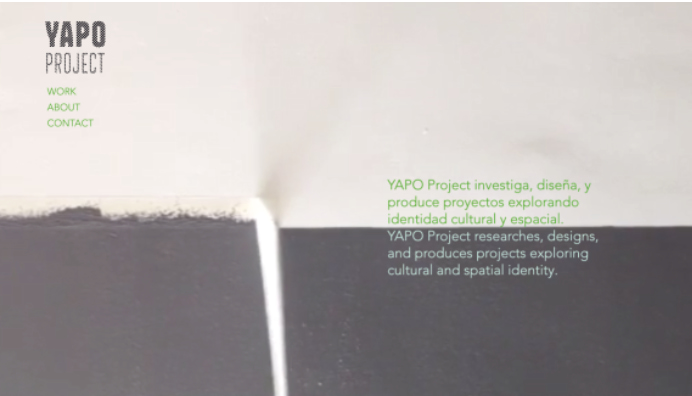 YAPO
PROJECT
WORK
ABOUT
CONTACT
YAPO Project investiga, diseña, y
produce proyectos explorando
identidad cultural y espacial.
YAPO Project researches, designs,
and produces projects exploring
cultural and spatial identity.